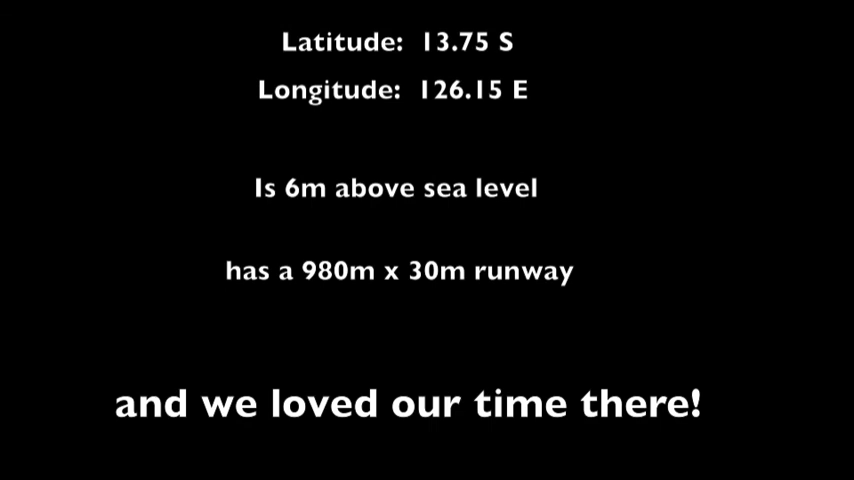 Latitude: 13.75 S
Longitude: 126.15 E
Is 6m above sea level
has a 980m x 30m runway
and we loved our time there!